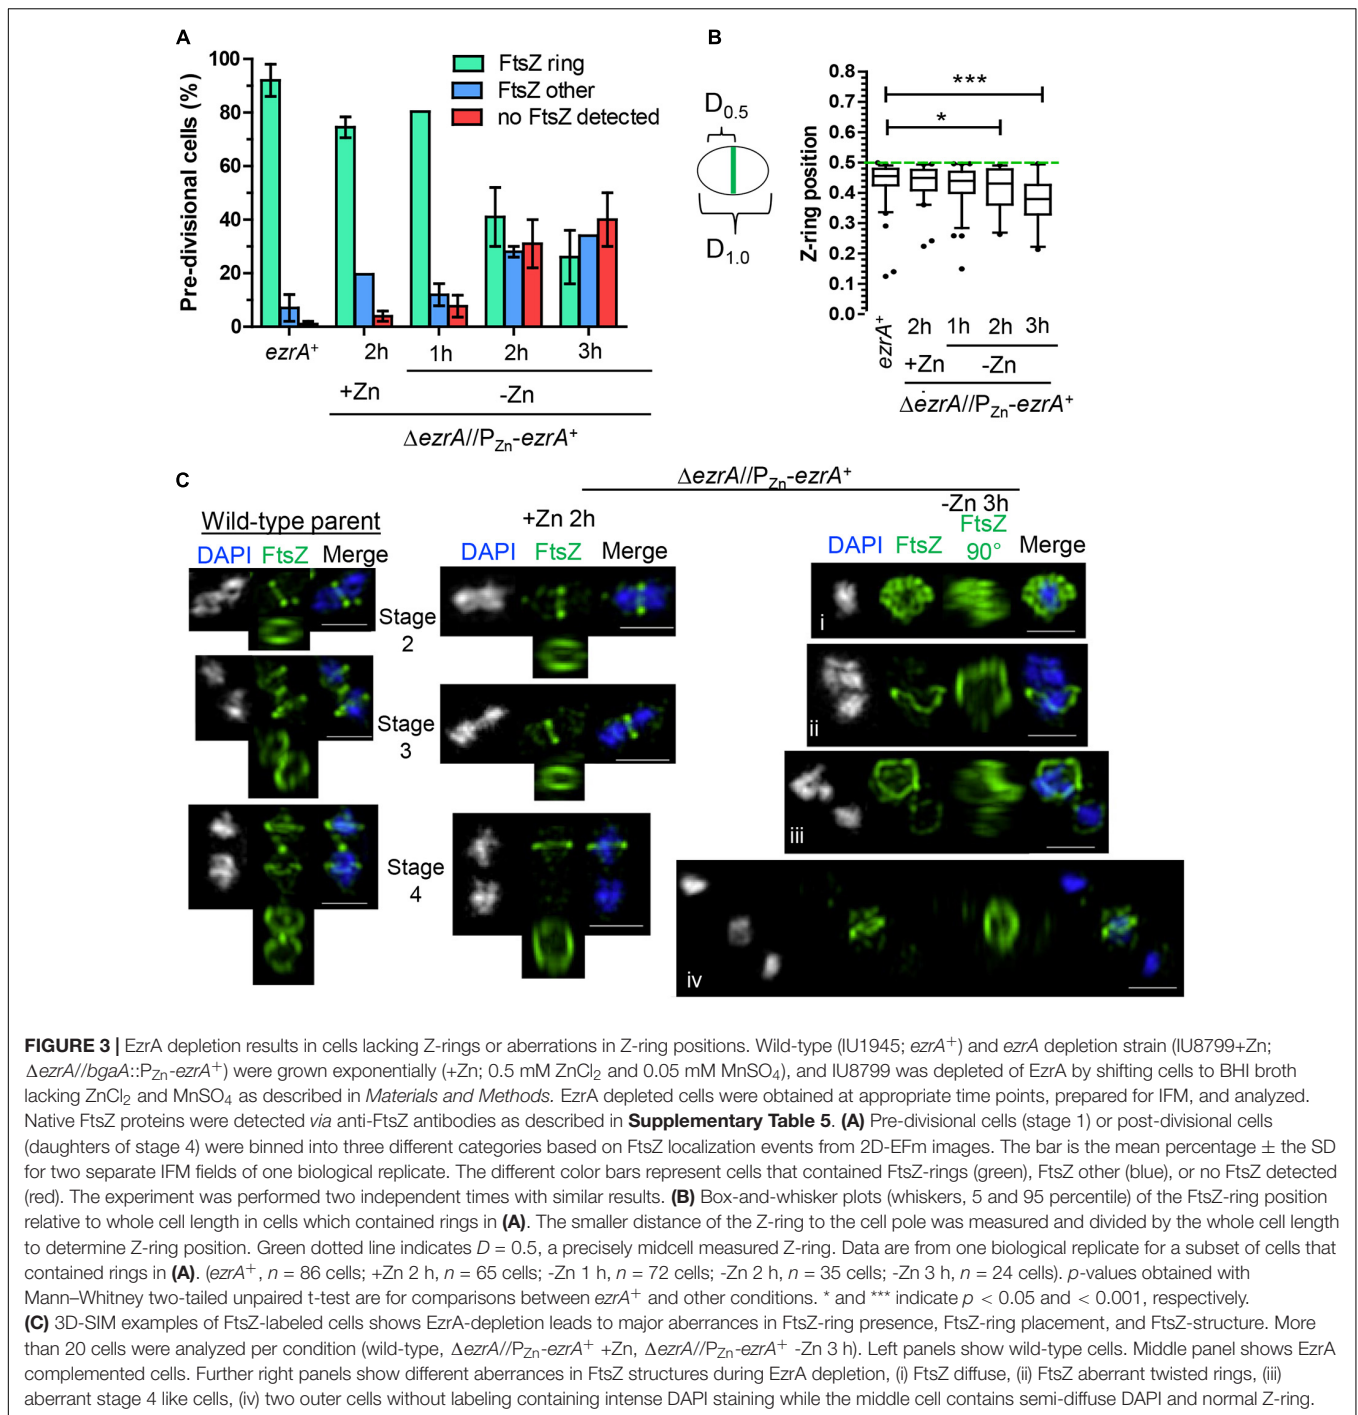 A
100
80
60
40
20
0
Pre-divisional cells (%)
FtsZ ring
FtsZ other
no FtsZ detected
ezrA⁺ 2h 1h 2h 3h
+Zn -Zn
ΔezrA//P_Zn-ezrA⁺
B
D_0.5
D_1.0
Z-ring position
0.8
0.7
0.6
0.5
0.4
0.3
0.2
0.1
0.0
***
*
ezrA⁺ 2h 1h 2h 3h
+Zn -Zn
ΔezrA//P_Zn-ezrA⁺
C
ΔezrA//P_Zn-ezrA⁺
Wild-type parent +Zn 2h -Zn 3h
DAPI FtsZ Merge
DAPI FtsZ Merge
DAPI FtsZ FtsZ 90° Merge
Stage
2
Stage
3
Stage
4
i
ii
iii
iv
FIGURE 3 | EzrA depletion results in cells lacking Z-rings or aberrations in Z-ring positions. Wild-type (IU1945; ezrA⁺) and ezrA depletion strain (IU8799+Zn;
ΔezrA//bgaA::P_Zn-ezrA⁺) were grown exponentially (+Zn; 0.5 mM ZnCl₂ and 0.05 mM MnSO₄), and IU8799 was depleted of EzrA by shifting cells to BHI broth
lacking ZnCl₂ and MnSO₄ as described in Materials and Methods. EzrA depleted cells were obtained at appropriate time points, prepared for IFM, and analyzed.
Native FtsZ proteins were detected via anti-FtsZ antibodies as described in Supplementary Table 5. (A) Pre-divisional cells (stage 1) or post-divisional cells
(daughters of stage 4) were binned into three different categories based on FtsZ localization events from 2D-EFm images. The bar is the mean percentage ± the SD
for two separate IFM fields of one biological replicate. The different color bars represent cells that contained FtsZ-rings (green), FtsZ other (blue), or no FtsZ detected
(red). The experiment was performed two independent times with similar results. (B) Box-and-whisker plots (whiskers, 5 and 95 percentile) of the FtsZ-ring position
relative to whole cell length in cells which contained rings in (A). The smaller distance of the Z-ring to the cell pole was measured and divided by the whole cell length
to determine Z-ring position. Green dotted line indicates D = 0.5, a precisely midcell measured Z-ring. Data are from one biological replicate for a subset of cells that
contained rings in (A). (ezrA⁺, n = 86 cells; +Zn 2 h, n = 65 cells; -Zn 1 h, n = 72 cells; -Zn 2 h, n = 35 cells; -Zn 3 h, n = 24 cells). p-values obtained with
Mann–Whitney two-tailed unpaired t-test are for comparisons between ezrA⁺ and other conditions. * and *** indicate p < 0.05 and < 0.001, respectively.
(C) 3D-SIM examples of FtsZ-labeled cells shows EzrA-depletion leads to major aberrances in FtsZ-ring presence, FtsZ-ring placement, and FtsZ-structure. More
than 20 cells were analyzed per condition (wild-type, ΔezrA//P_Zn-ezrA⁺ +Zn, ΔezrA//P_Zn-ezrA⁺ -Zn 3 h). Left panels show wild-type cells. Middle panel shows EzrA
complemented cells. Further right panels show different aberrances in FtsZ structures during EzrA depletion, (i) FtsZ diffuse, (ii) FtsZ aberrant twisted rings, (iii)
aberrant stage 4 like cells, (iv) two outer cells without labeling containing intense DAPI staining while the middle cell contains semi-diffuse DAPI and normal Z-ring.